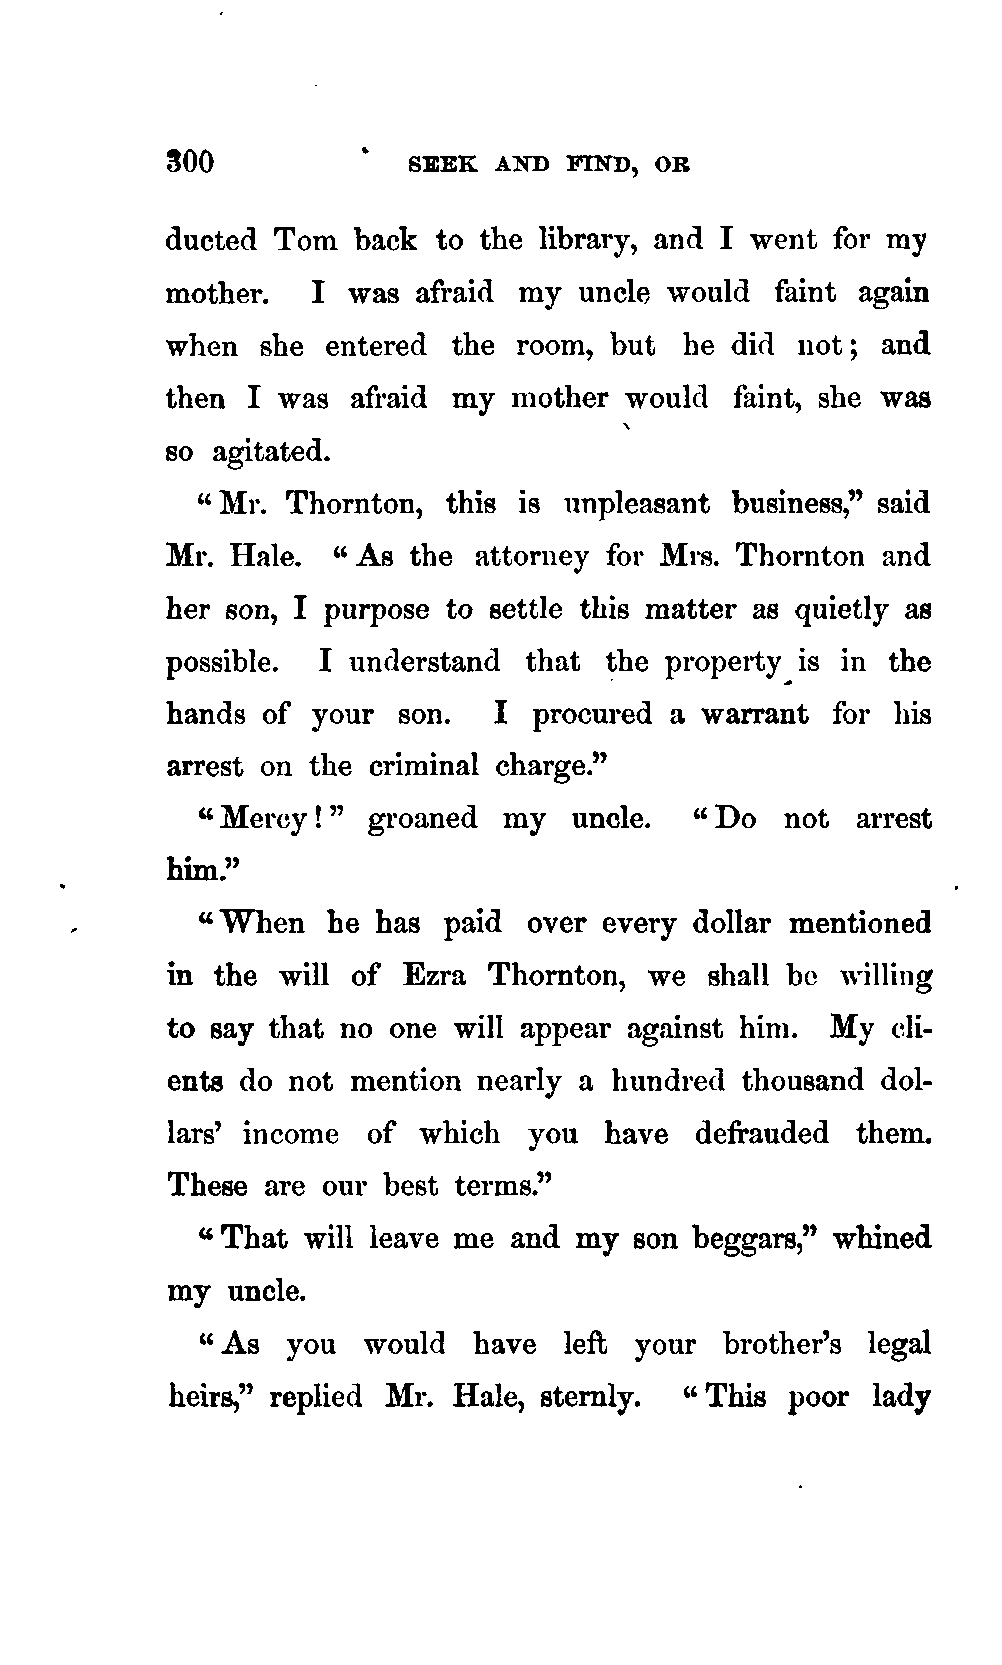 300 SEEK AND FIND, OR
ducted Tom back to the library, and I went for my
mother. I was afraid my uncle would faint again
when she entered the room, but he did not; and
then I was afraid my mother would faint, she was
so agitated.
“Mr. Thornton, this is unpleasant business,” said
Mr. Hale. “As the attorney for Mrs. Thornton and
her son, I purpose to settle this matter as quietly as
possible. I understand that the property is in the
hands of your son. I procured a warrant for his
arrest on the criminal charge.”
“Mercy!” groaned my uncle. “Do not arrest
him.”
“When he has paid over every dollar mentioned
in the will of Ezra Thornton, we shall be willing
to say that no one will appear against him. My cli-
ents do not mention nearly a hundred thousand dol-
lars’ income of which you have defrauded them.
These are our best terms.”
“That will leave me and my son beggars,” whined
my uncle.
“As you would have left your brother’s legal
heirs,” replied Mr. Hale, sternly. “This poor lady